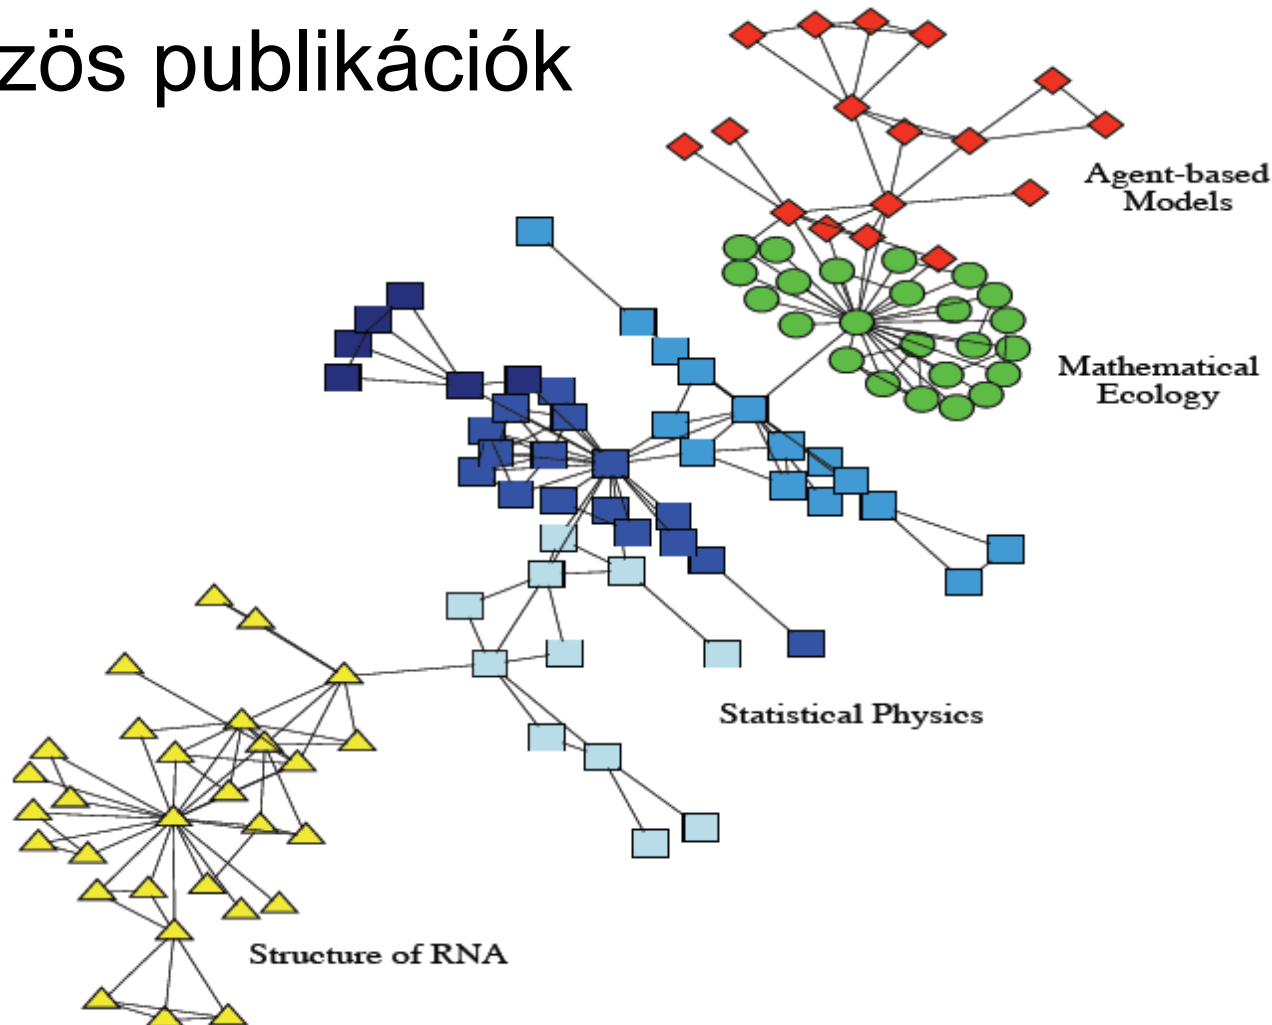 zös publikációk
Agent-based
Models
Mathematical
Ecology
Statistical Physics
Structure of RNA